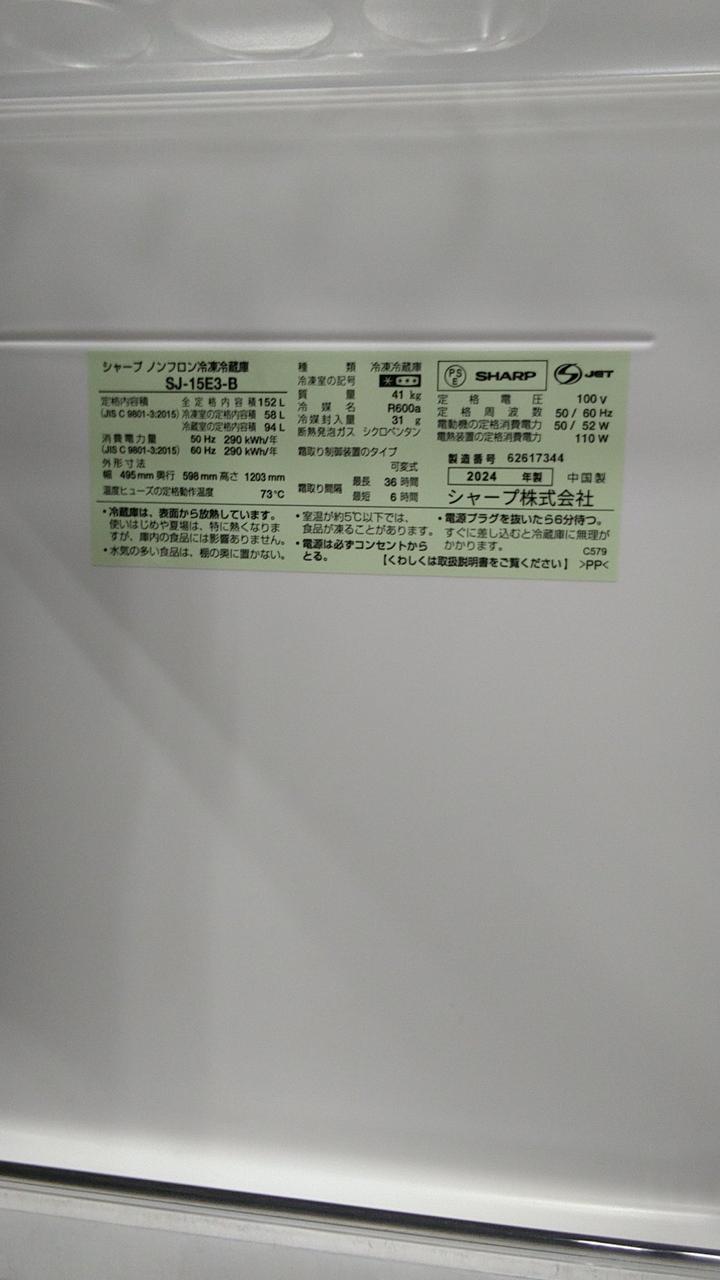 シャープ ノンフロン冷凍冷蔵庫
SJ-15E3-B
定格内容積 全定格内容積 152 L
(JIS C 9801-3:2015) 冷凍室の定格内容積 58 L
冷蔵室の定格内容積 94 L
消費電力量 50 Hz 290 kWh/年
(JIS C 9801-3:2015) 60 Hz 290 kWh/年
外形寸法
幅 495 mm 奥行 598 mm 高さ 1203 mm
温度ヒューズの定格動作温度 73℃
種類 冷凍冷蔵庫
冷凍室の記号
質量 41 kg
冷媒名 R600a
冷媒封入量 31 g
断熱発泡ガス シクロペンタン
霜取り制御装置のタイプ
可変式
霜取り間隔 最長 36 時間
最短 6 時間
PSE SHARP JET
定格電圧 100 V
定格周波数 50 / 60 Hz
電動機の定格消費電力 50 / 52 W
電熱装置の定格消費電力 110 W
製造番号 62617344
2024 年製 中国製
シャープ株式会社
・冷蔵庫は、表面から放熱しています。
使いはじめや夏場は、特に熱くなりま
すが、庫内の食品には影響ありません。
・水気の多い食品は、棚の奥に置かない。
・室温が約5℃以下では、
食品が凍ることがあります。
・電源は必ずコンセントから
とる。
・電源プラグを抜いたら6分待つ。
すぐに差し込むと冷蔵庫に無理が
かかります。 C579
【くわしくは取扱説明書をご覧ください】 >PP<